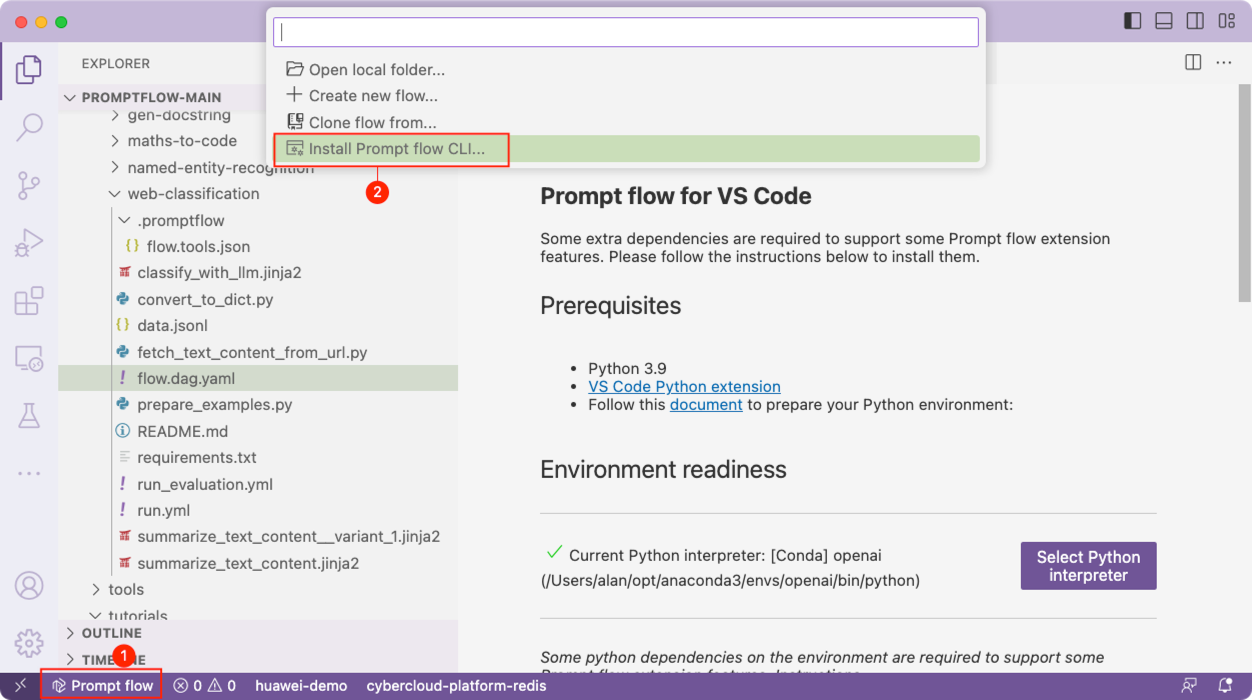 Open local folder...
Create new flow...
Clone flow from...
Install Prompt flow CLI...
2
EXPLORER
PROMPTFLOW-MAIN
gen-docstring
maths-to-code
named-entity-recognition
web-classification
.promptflow
flow.tools.json
classify_with_llm.jinja2
convert_to_dict.py
data.jsonl
fetch_text_content_from_url.py
flow.dag.yaml
prepare_examples.py
README.md
requirements.txt
run_evaluation.yml
run.yml
summarize_text_content__variant_1.jinja2
summarize_text_content.jinja2
tools
tutorials
OUTLINE
TIMELINE
1
Prompt flow for VS Code
Some extra dependencies are required to support some Prompt flow extension
features. Please follow the instructions below to install them.
Prerequisites
• Python 3.9
• VS Code Python extension
• Follow this document to prepare your Python environment:
Environment readiness
Current Python interpreter: [Conda] openai
(/Users/alan/opt/anaconda3/envs/openai/bin/python)
Select Python
interpreter
Some python dependencies on the environment are required to support some
Prompt flow extension features. Instructions
Prompt flow 0 0 huawei-demo cybercloud-platform-redis